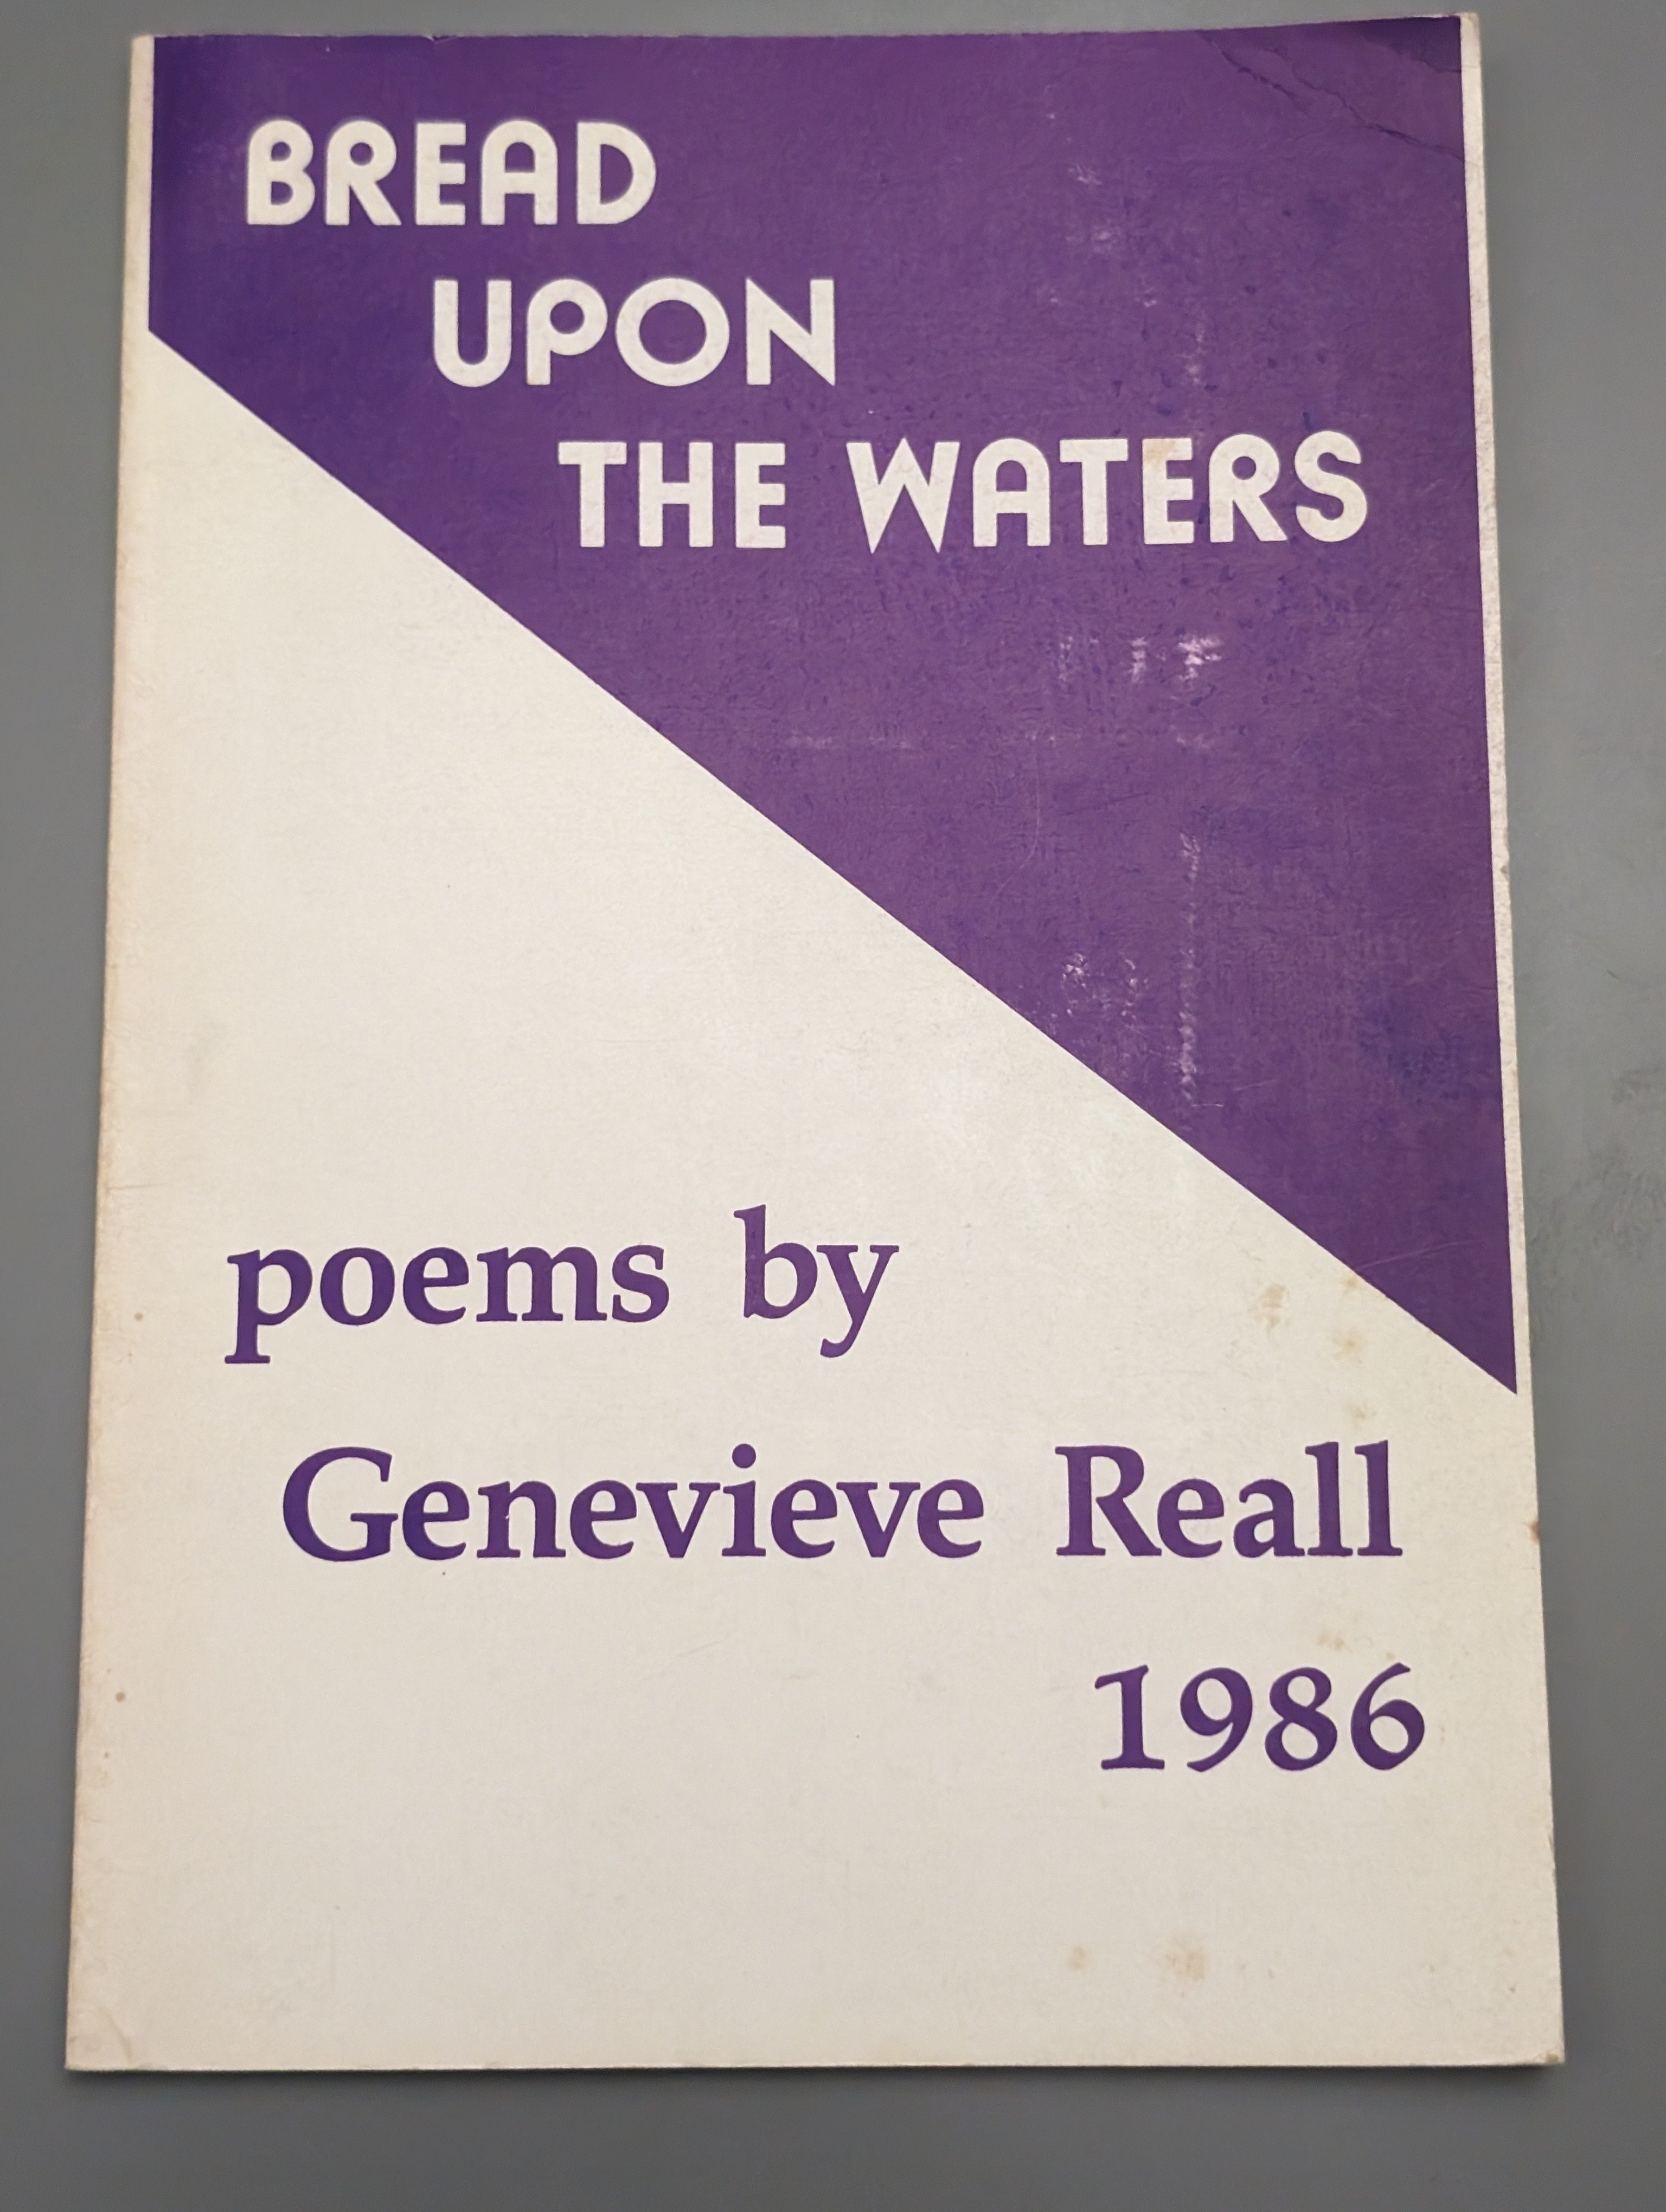 BREAD
UPON
THE WATERS
poems by
Genevieve Reall
1986